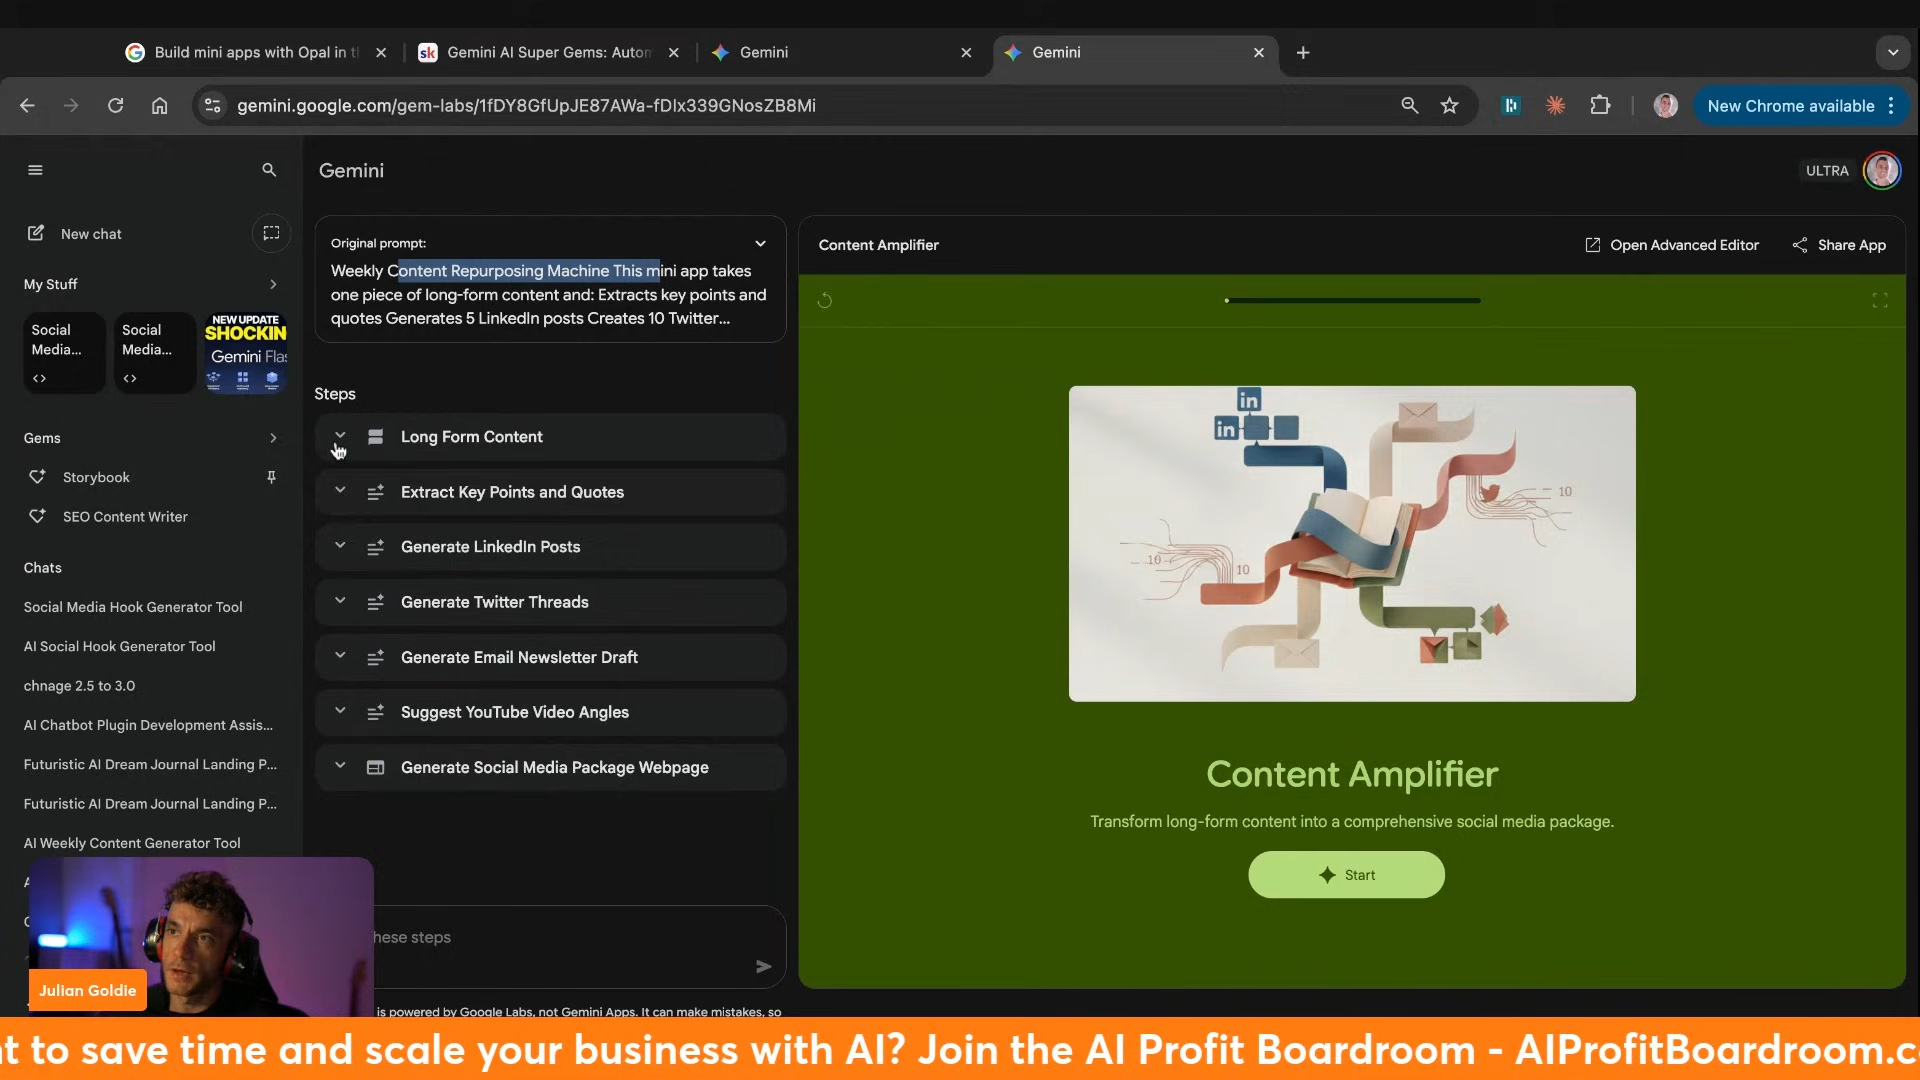 Build mini apps with Opal in t
Gemini AI Super Gems: Autom
Gemini
Gemini
gemini.google.com/gem-labs/1fDY8GfUpJE87AWa-fDIx339GNosZB8Mi
New Chrome available
Gemini
ULTRA
New chat
My Stuff
Social
Media...
Social
Media...
NEW UPDATE
SHOCKIN
Gemini Flas
Gems
Storybook
SEO Content Writer
Chats
Social Media Hook Generator Tool
AI Social Hook Generator Tool
chnage 2.5 to 3.0
AI Chatbot Plugin Development Assis...
Futuristic AI Dream Journal Landing P...
Futuristic AI Dream Journal Landing P...
AI Weekly Content Generator Tool
Original prompt:
Weekly Content Repurposing Machine This mini app takes
one piece of long-form content and: Extracts key points and
quotes Generates 5 LinkedIn posts Creates 10 Twitter...
Steps
Long Form Content
Extract Key Points and Quotes
Generate LinkedIn Posts
Generate Twitter Threads
Generate Email Newsletter Draft
Suggest YouTube Video Angles
Generate Social Media Package Webpage
hese steps
is powered by Google Labs, not Gemini Apps. It can make mistakes, so
Content Amplifier
Open Advanced Editor
Share App
in
in
10
10
10
Content Amplifier
Transform long-form content into a comprehensive social media package.
Start
Julian Goldie
t to save time and scale your business with AI? Join the AI Profit Boardroom - AIProfitBoardroom.c